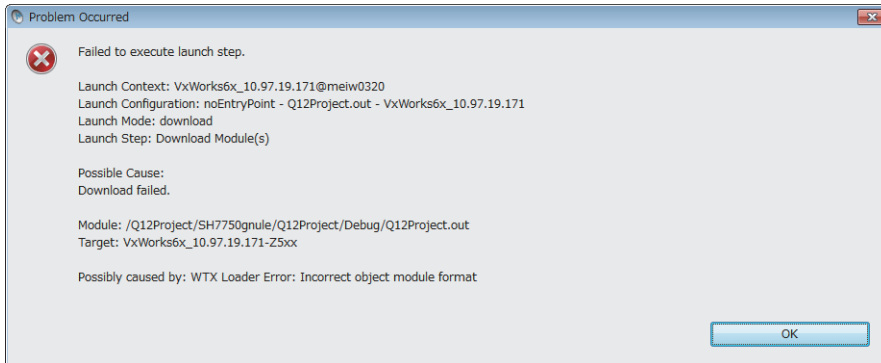 Problem Occurred
Failed to execute launch step.
Launch Context: VxWorks6x_10.97.19.171@meiw0320
Launch Configuration: noEntryPoint - Q12Project.out - VxWorks6x_10.97.19.171
Launch Mode: download
Launch Step: Download Module(s)
Possible Cause:
Download failed.
Module: /Q12Project/SH7750gnule/Q12Project/Debug/Q12Project.out
Target: VxWorks6x_10.97.19.171-Z5xx
Possibly caused by: WTX Loader Error: Incorrect object module format
OK